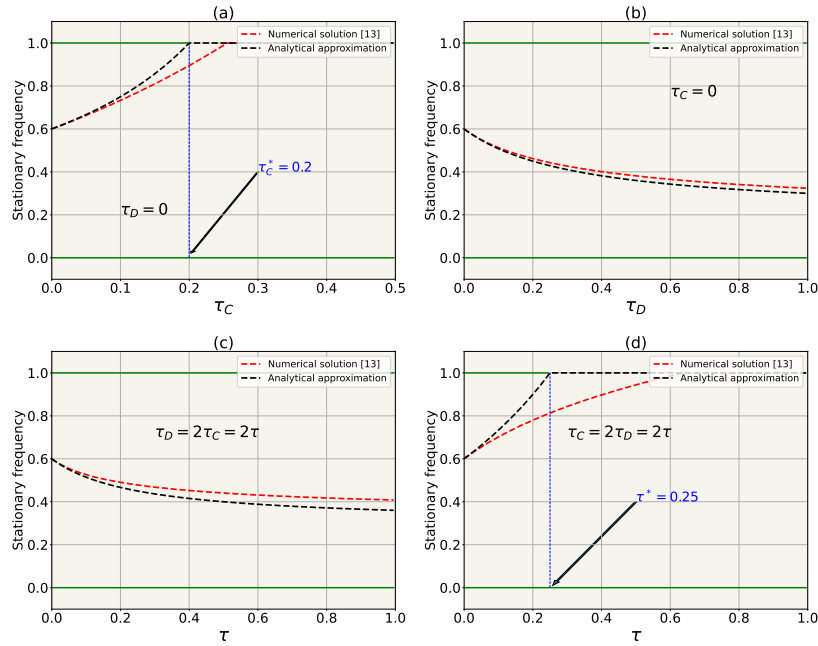 (a)
Numerical solution [13]
Analytical approximation
Stationary frequency
1.0
0.8
0.6
0.4
0.2
0.0
τ_C^* = 0.2
τ_D = 0
0.0 0.1 0.2 0.3 0.4 0.5
τ_C
(b)
Numerical solution [13]
Analytical approximation
Stationary frequency
1.0
0.8
0.6
0.4
0.2
0.0
τ_C = 0
0.0 0.2 0.4 0.6 0.8 1.0
τ_D
(c)
Numerical solution [13]
Analytical approximation
Stationary frequency
1.0
0.8
0.6
0.4
0.2
0.0
τ_D = 2τ_C = 2τ
0.0 0.2 0.4 0.6 0.8 1.0
τ
(d)
Numerical solution [13]
Analytical approximation
Stationary frequency
1.0
0.8
0.6
0.4
0.2
0.0
τ_C = 2τ_D = 2τ
τ^* = 0.25
0.0 0.2 0.4 0.6 0.8 1.0
τ